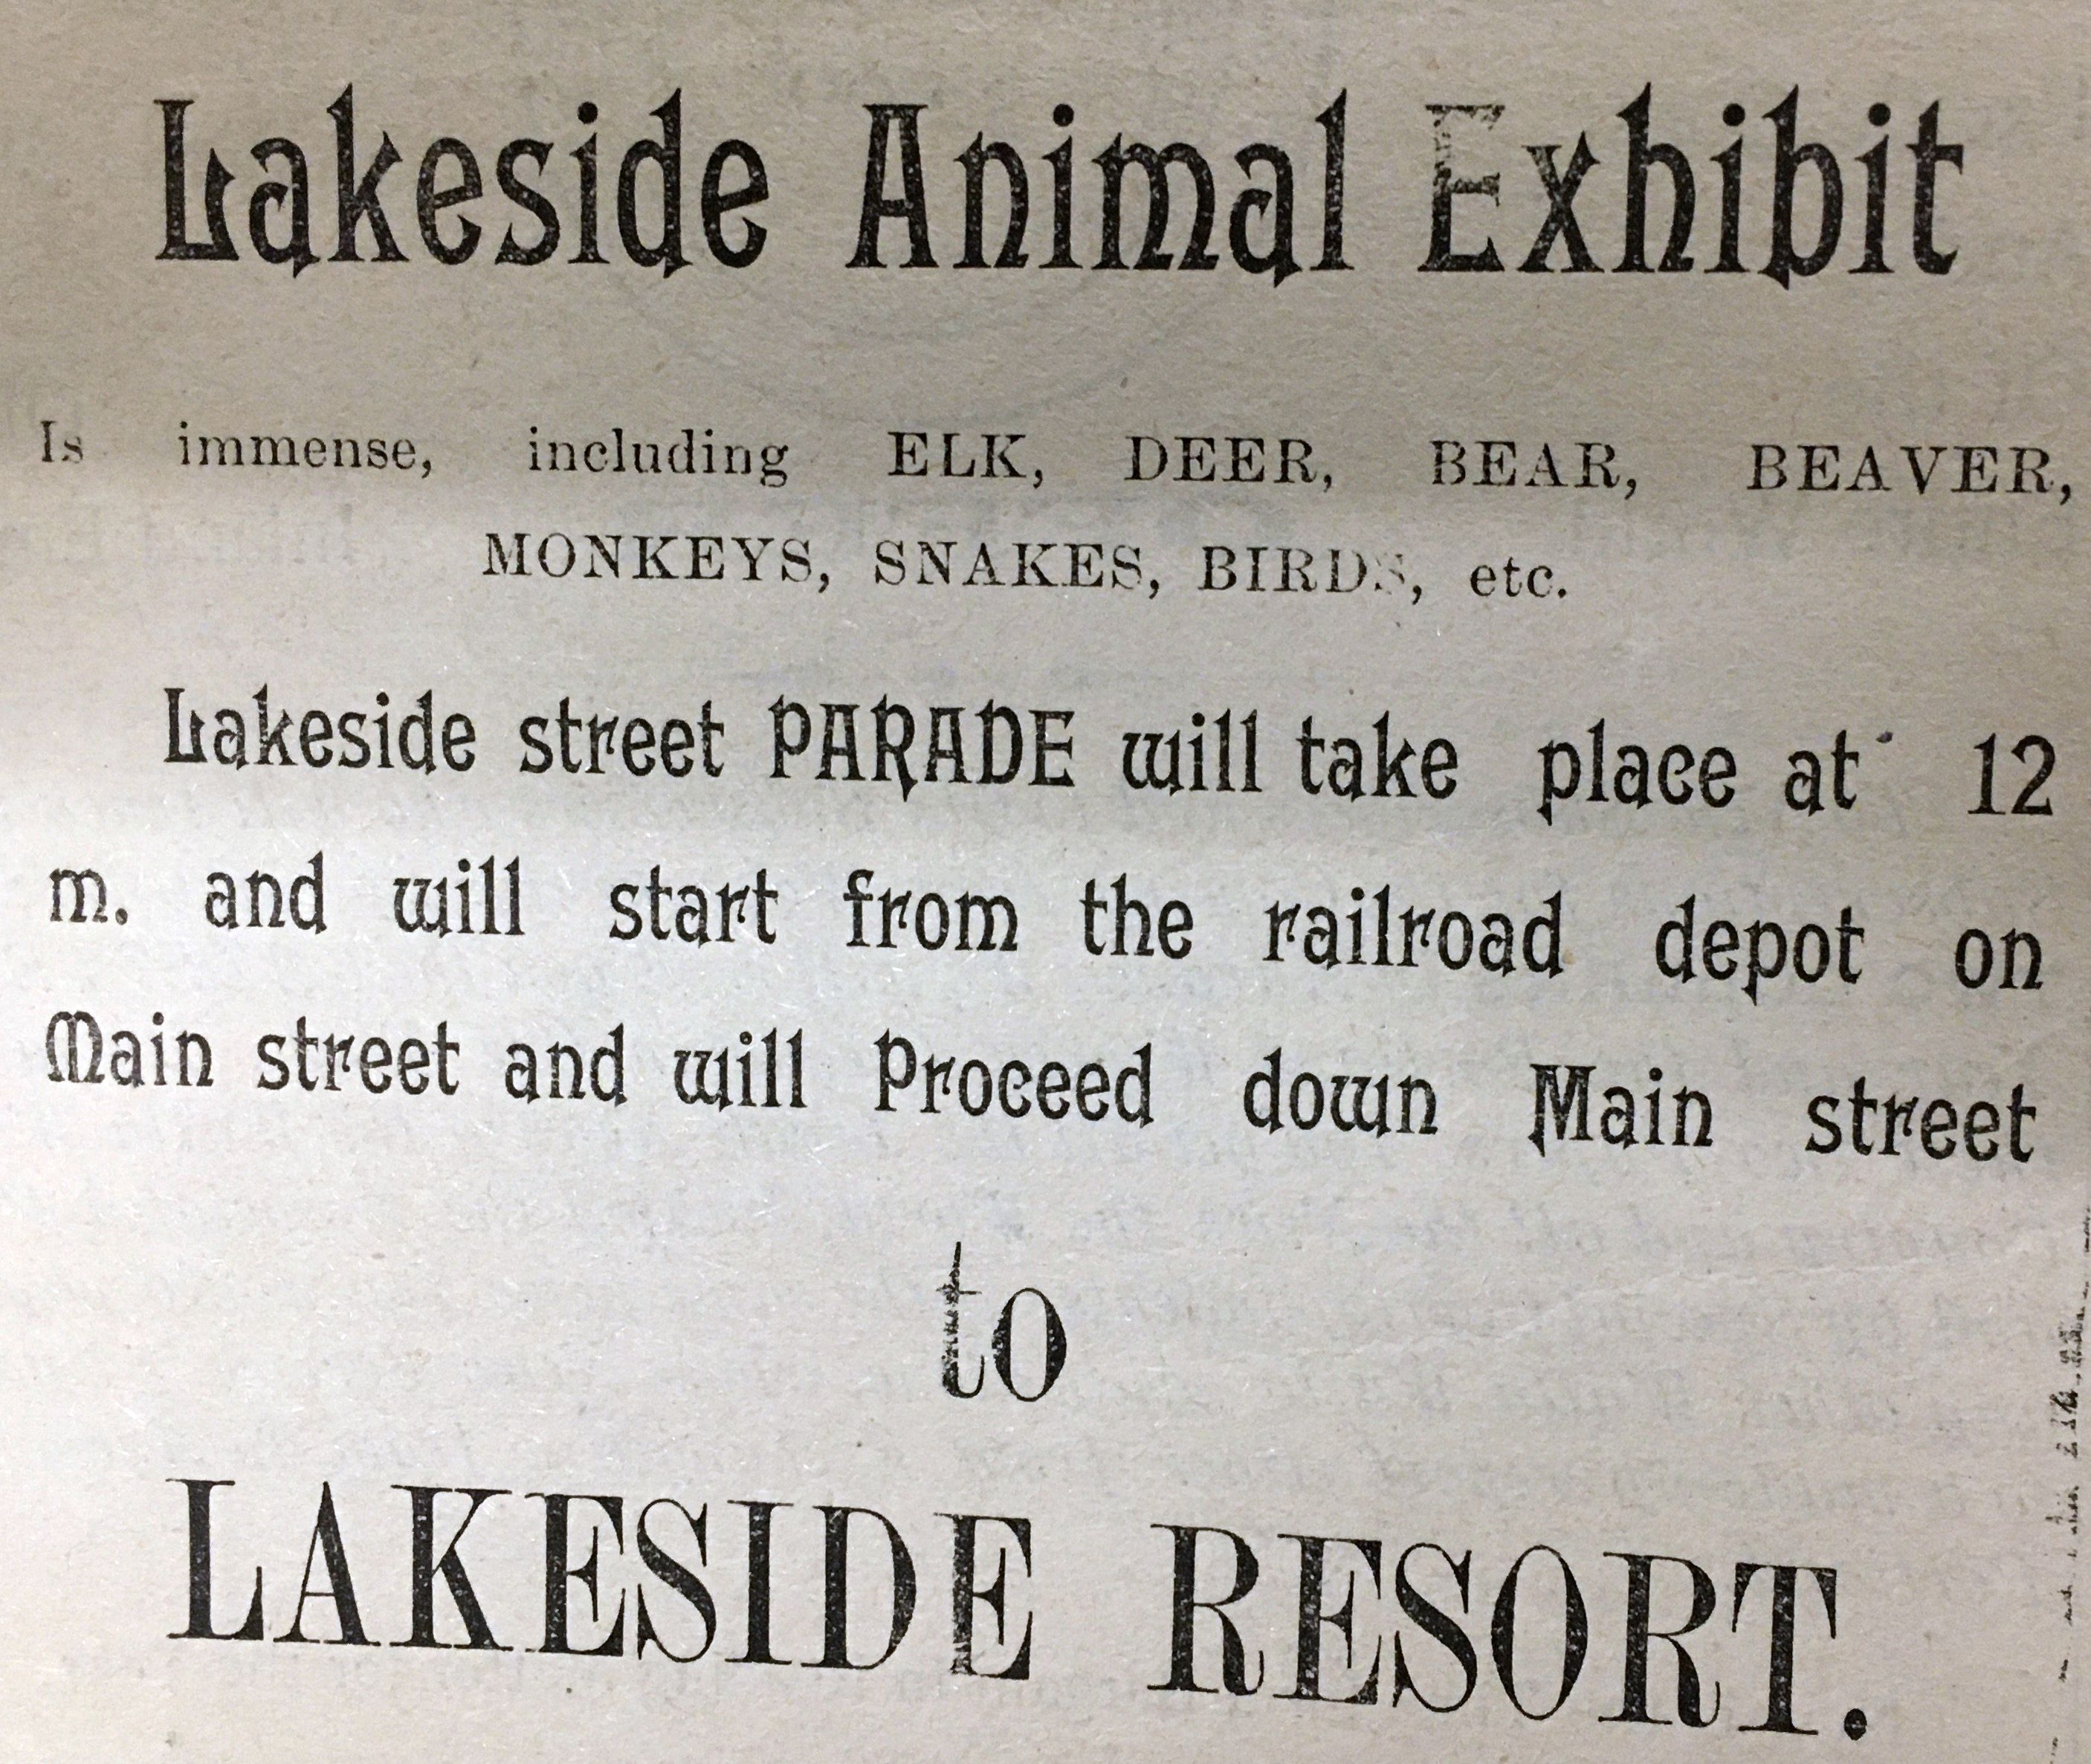 Lakeside Animal Exhibit
Is immense, including ELK, DEER, BEAR, BEAVER,
MONKEYS, SNAKES, BIRDS, etc.
Lakeside street PARADE will take place at 12
m. and will start from the railroad depot on
Main street and will Proceed down Main street
to
LAKESIDE RESORT.